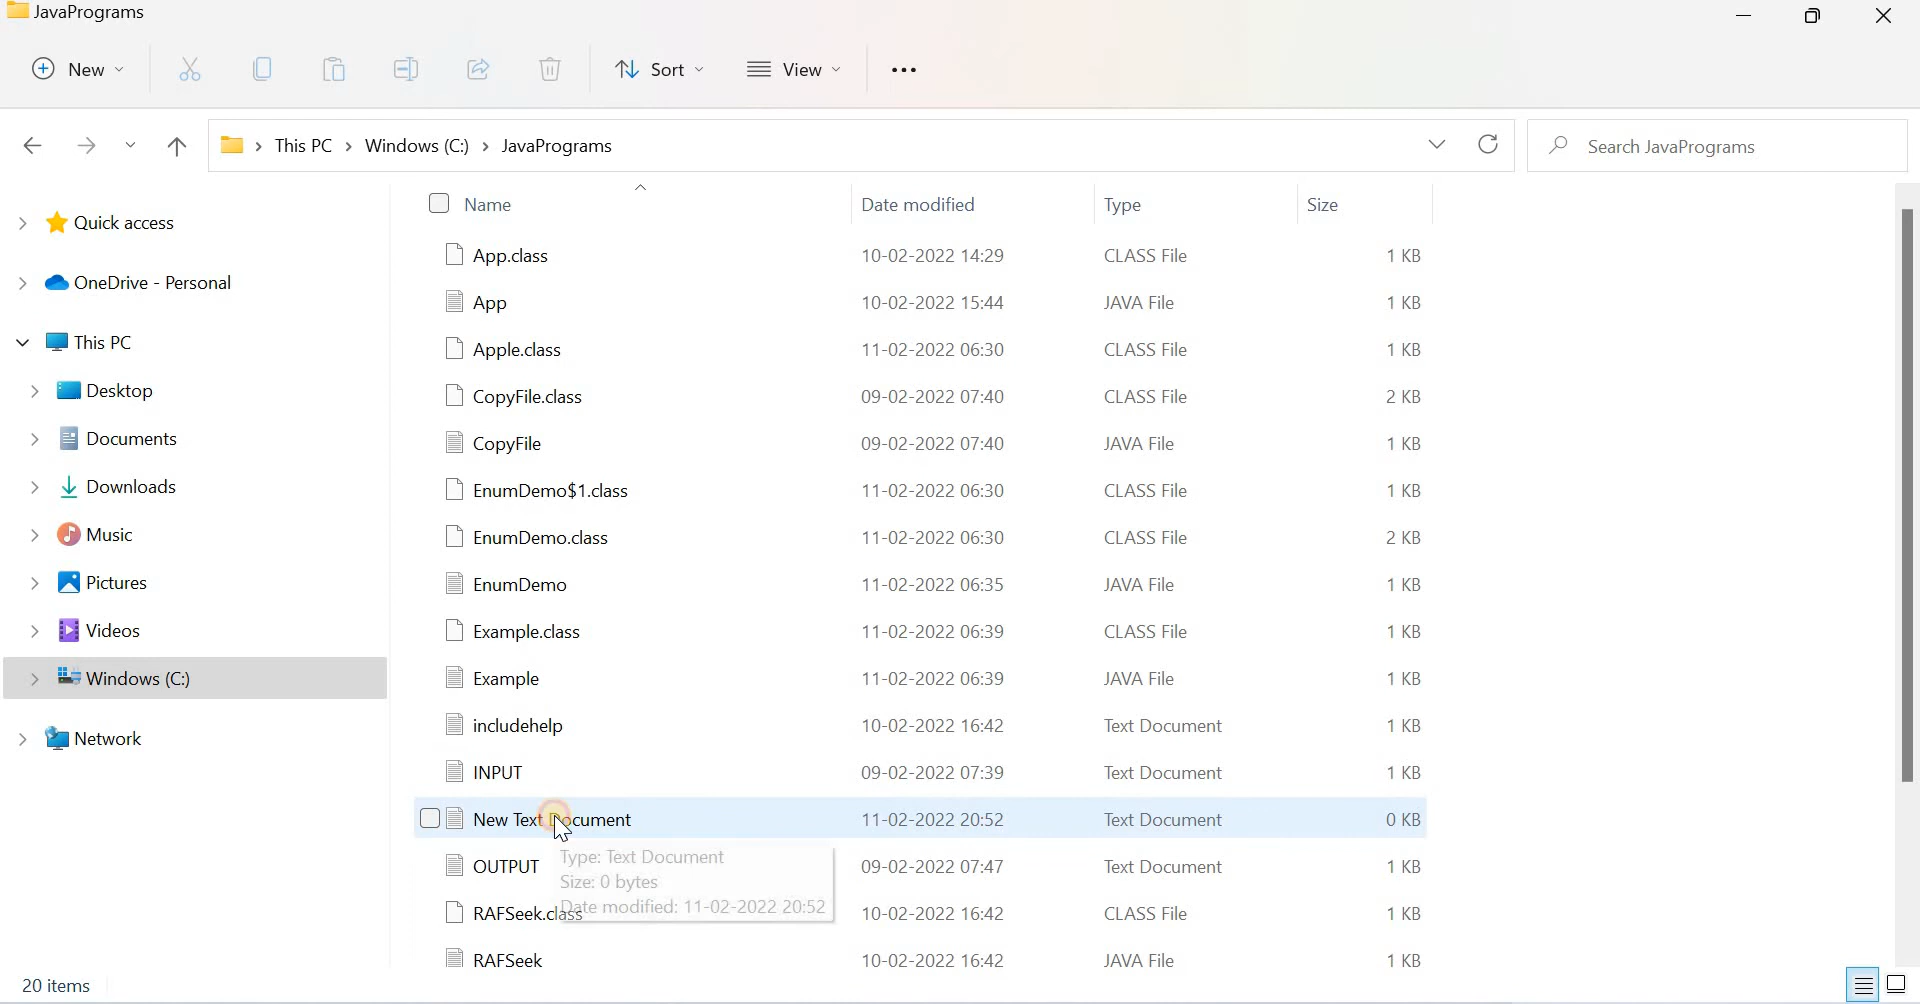 JavaPrograms
New Sort View
This PC > Windows (C:) > JavaPrograms Search JavaPrograms
Name Date modified Type Size
Quick access
OneDrive - Personal
This PC
Desktop
Documents
Downloads
Music
Pictures
Videos
Windows (C:)
Network
App.class 10-02-2022 14:29 CLASS File 1 KB
App 10-02-2022 15:44 JAVA File 1 KB
Apple.class 11-02-2022 06:30 CLASS File 1 KB
CopyFile.class 09-02-2022 07:40 CLASS File 2 KB
CopyFile 09-02-2022 07:40 JAVA File 1 KB
EnumDemo$1.class 11-02-2022 06:30 CLASS File 1 KB
EnumDemo.class 11-02-2022 06:30 CLASS File 2 KB
EnumDemo 11-02-2022 06:35 JAVA File 1 KB
Example.class 11-02-2022 06:39 CLASS File 1 KB
Example 11-02-2022 06:39 JAVA File 1 KB
includehelp 10-02-2022 16:42 Text Document 1 KB
INPUT 09-02-2022 07:39 Text Document 1 KB
New Text Document 11-02-2022 20:52 Text Document 0 KB
OUTPUT 09-02-2022 07:47 Text Document 1 KB
Type: Text Document
Size: 0 bytes
Date modified: 11-02-2022 20:52
RAFSeek.class 10-02-2022 16:42 CLASS File 1 KB
RAFSeek 10-02-2022 16:42 JAVA File 1 KB
20 items